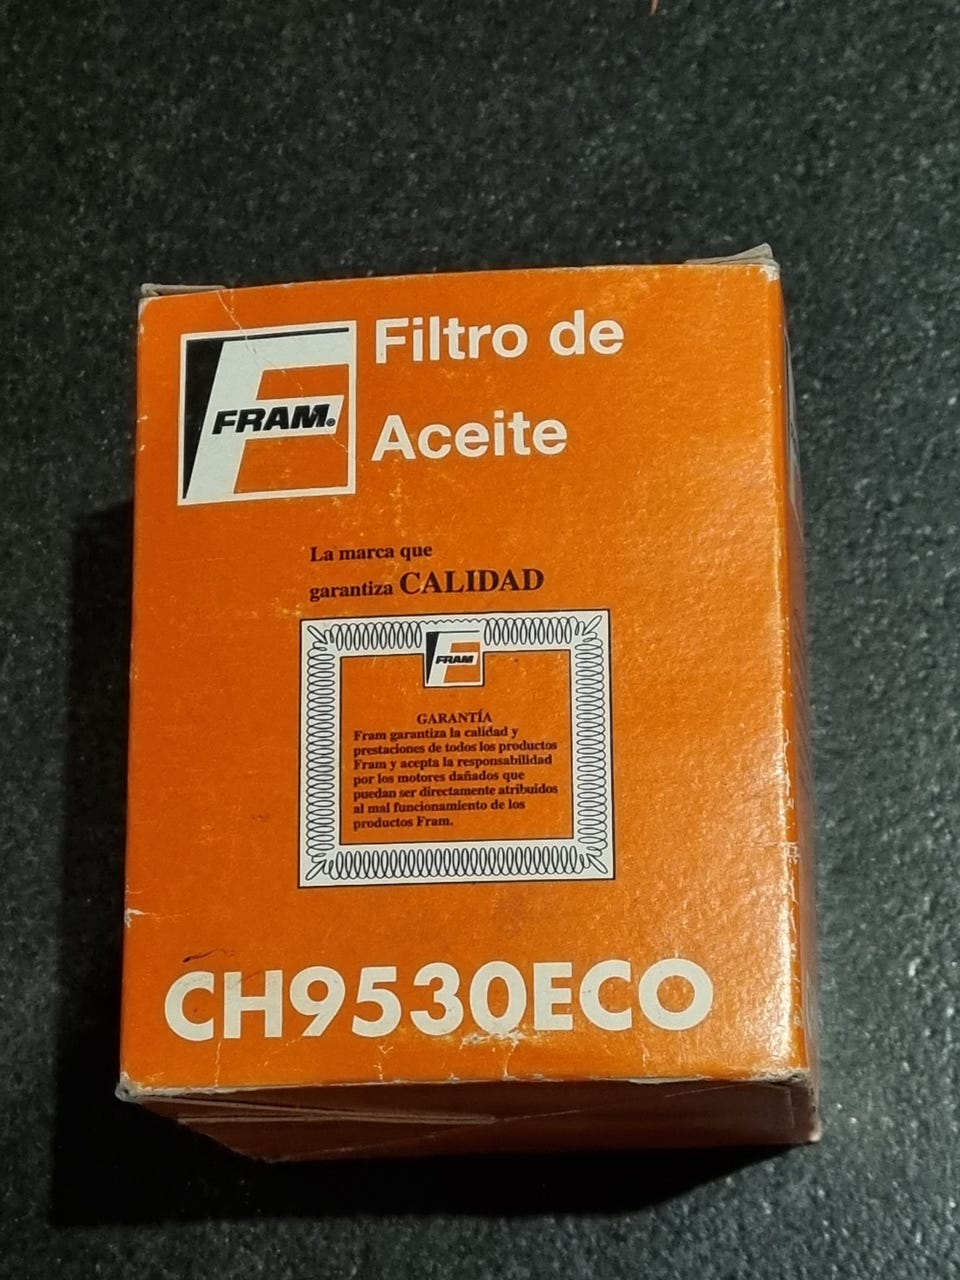 FRAM®
Filtro de
Aceite
La marca que
garantiza CALIDAD
FRAM
GARANTÍA
Fram garantiza la calidad y
prestaciones de todos los productos
Fram y acepta la responsabilidad
por los motores dañados que
puedan ser directamente atribuidos
al mal funcionamiento de los
productos Fram.
CH9530ECO